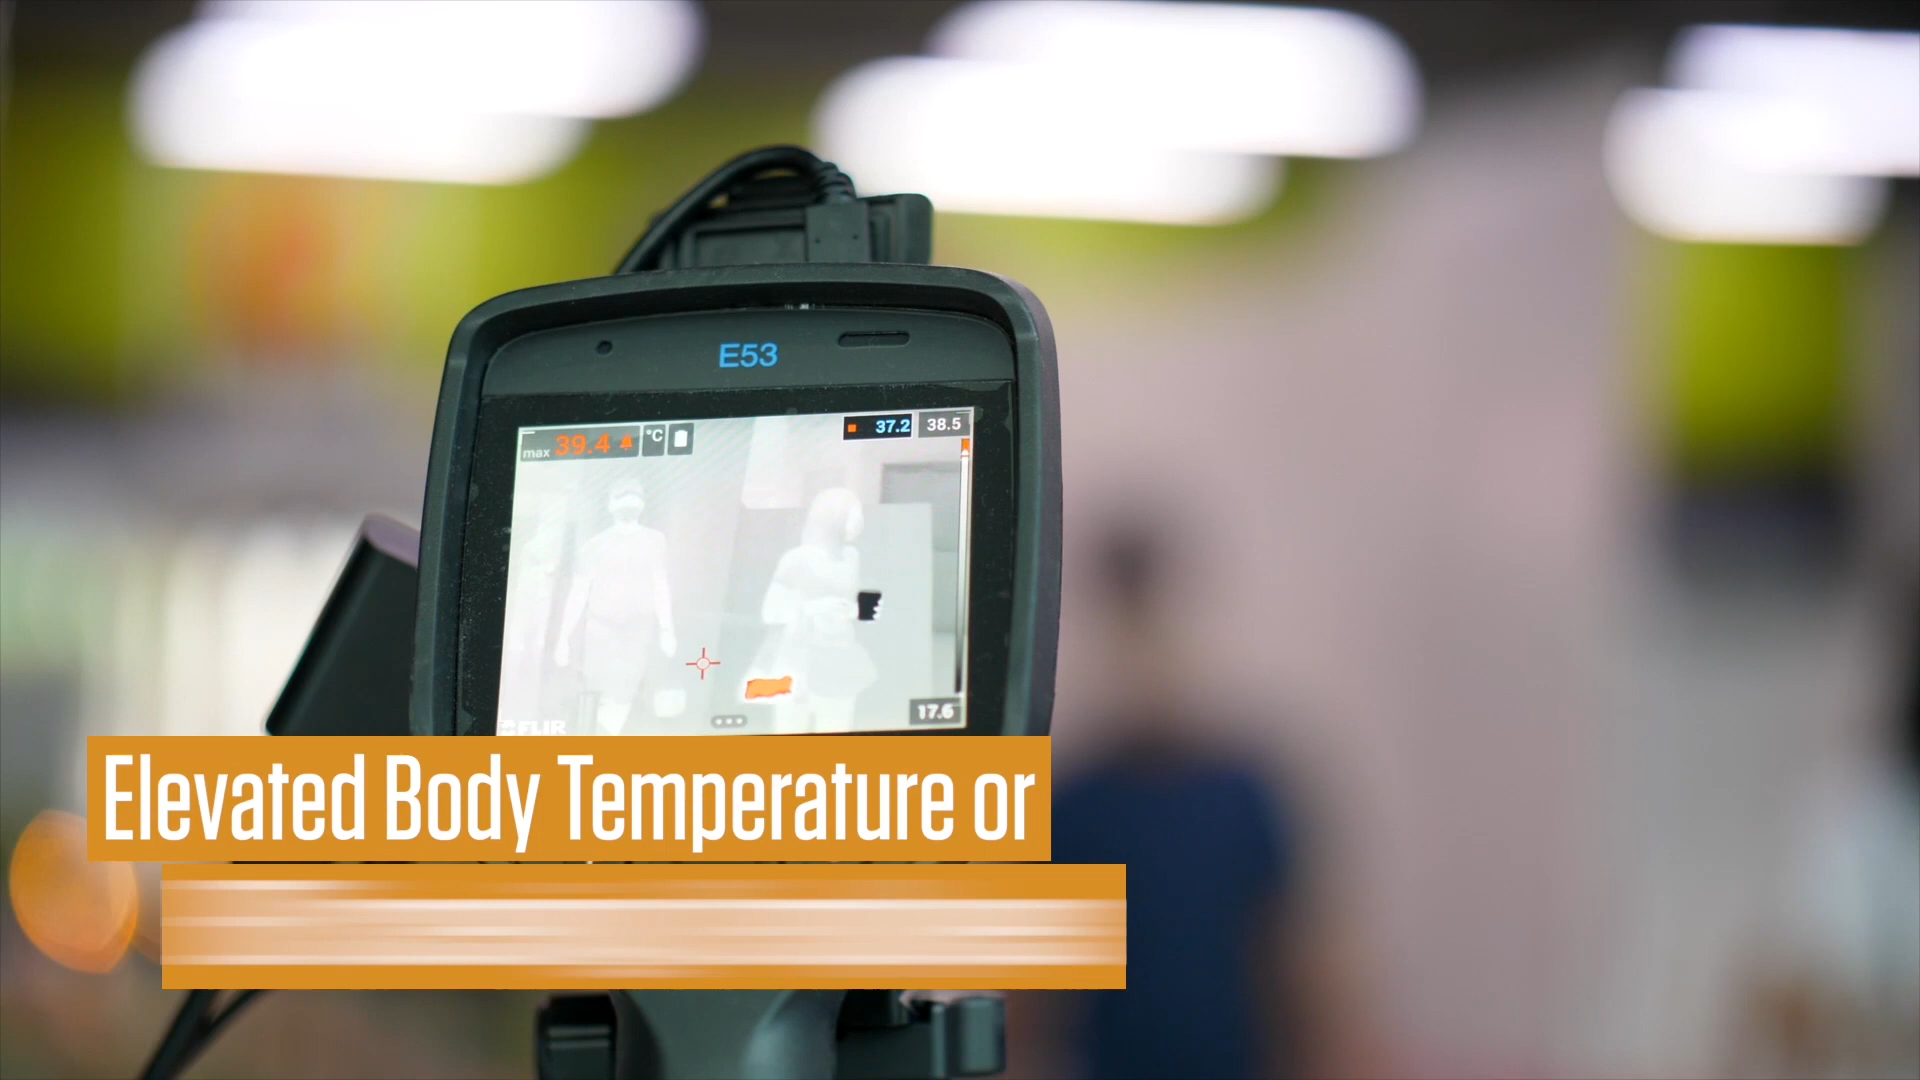 E53
max 39.4 °C
37.2 38.5
17.6
FLIR
Elevated Body Temperature or